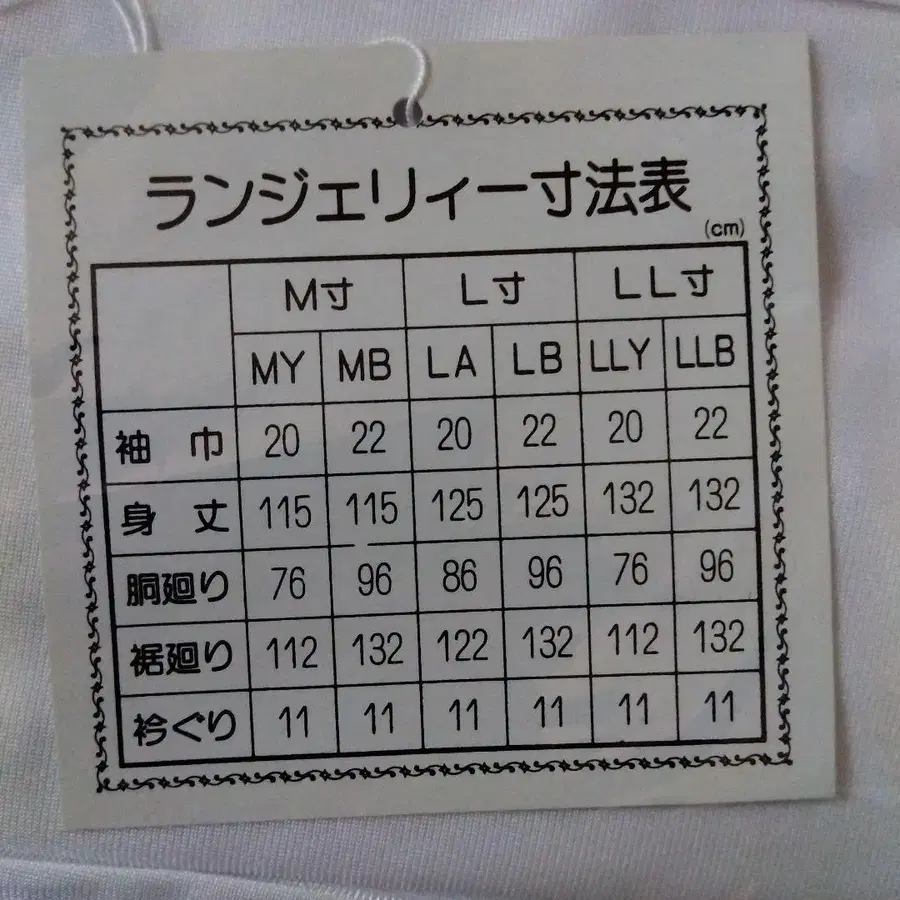 ランジェリィー寸法表
(cm)
M寸 L寸 LL寸
MY MB LA LB LLY LLB
袖巾 20 22 20 22 20 22
身丈 115 115 125 125 132 132
胴廻り 76 96 86 96 76 96
裾廻り 112 132 122 132 112 132
衿ぐり 11 11 11 11 11 11